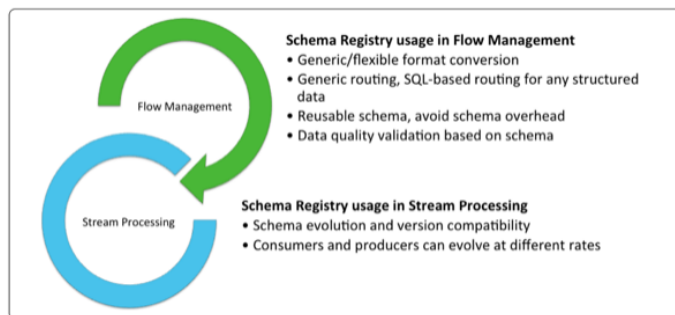 Schema Registry usage in Flow Management
• Generic/flexible format conversion
• Generic routing, SQL-based routing for any structured
data
• Reusable schema, avoid schema overhead
• Data quality validation based on schema
Flow Management
Schema Registry usage in Stream Processing
• Schema evolution and version compatibility
• Consumers and producers can evolve at different rates
Stream Processing